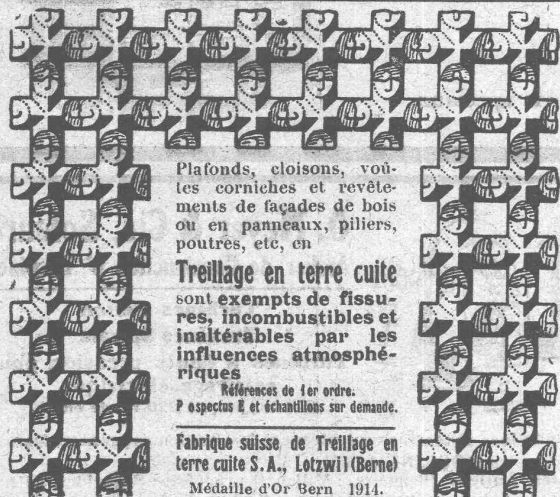 Plafonds, cloisons, voû-
tes corniches et revête-
ments de façades de bois
ou en panneaux, piliers,
poutres, etc, en
Treillage en terre cuite
sont exempts de fissu-
res, incombustibles et
inaltérables par les
influences atmosphé-
riques
Références de 1er ordre.
P ospectus E et échantillons sur demande.
Fabrique suisse de Treillage en
terre cuite S.A., Lotzwil (Berne)
Médaille d'Or Bern 1914.